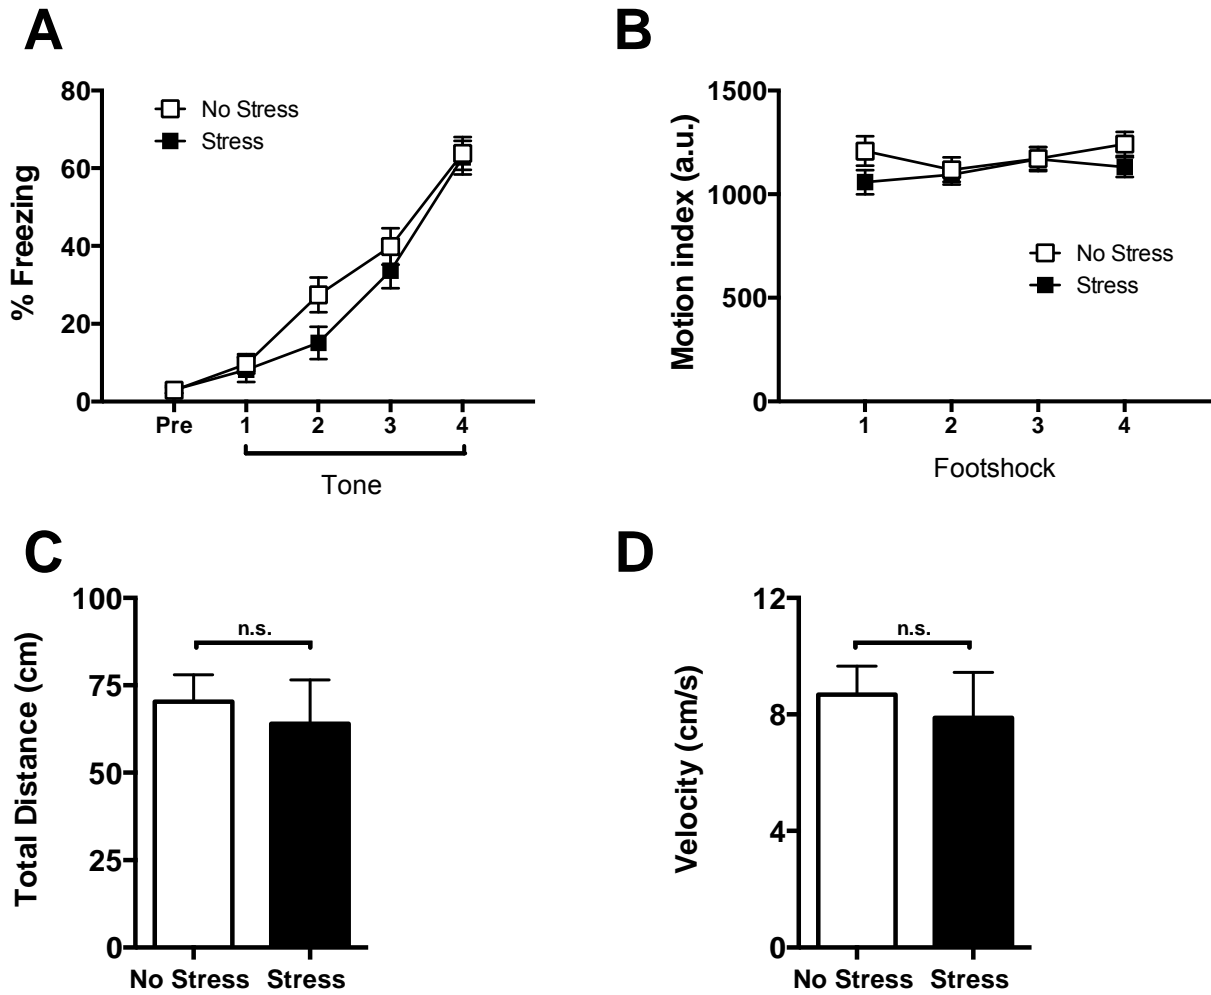 A
% Freezing
80
60
40
20
0
No Stress
Stress
Pre 1 2 3 4
Tone
B
Motion index (a.u.)
1500
1000
500
0
No Stress
Stress
1 2 3 4
Footshock
C
Total Distance (cm)
100
75
50
25
0
n.s.
No Stress Stress
D
Velocity (cm/s)
12
8
4
0
n.s.
No Stress Stress